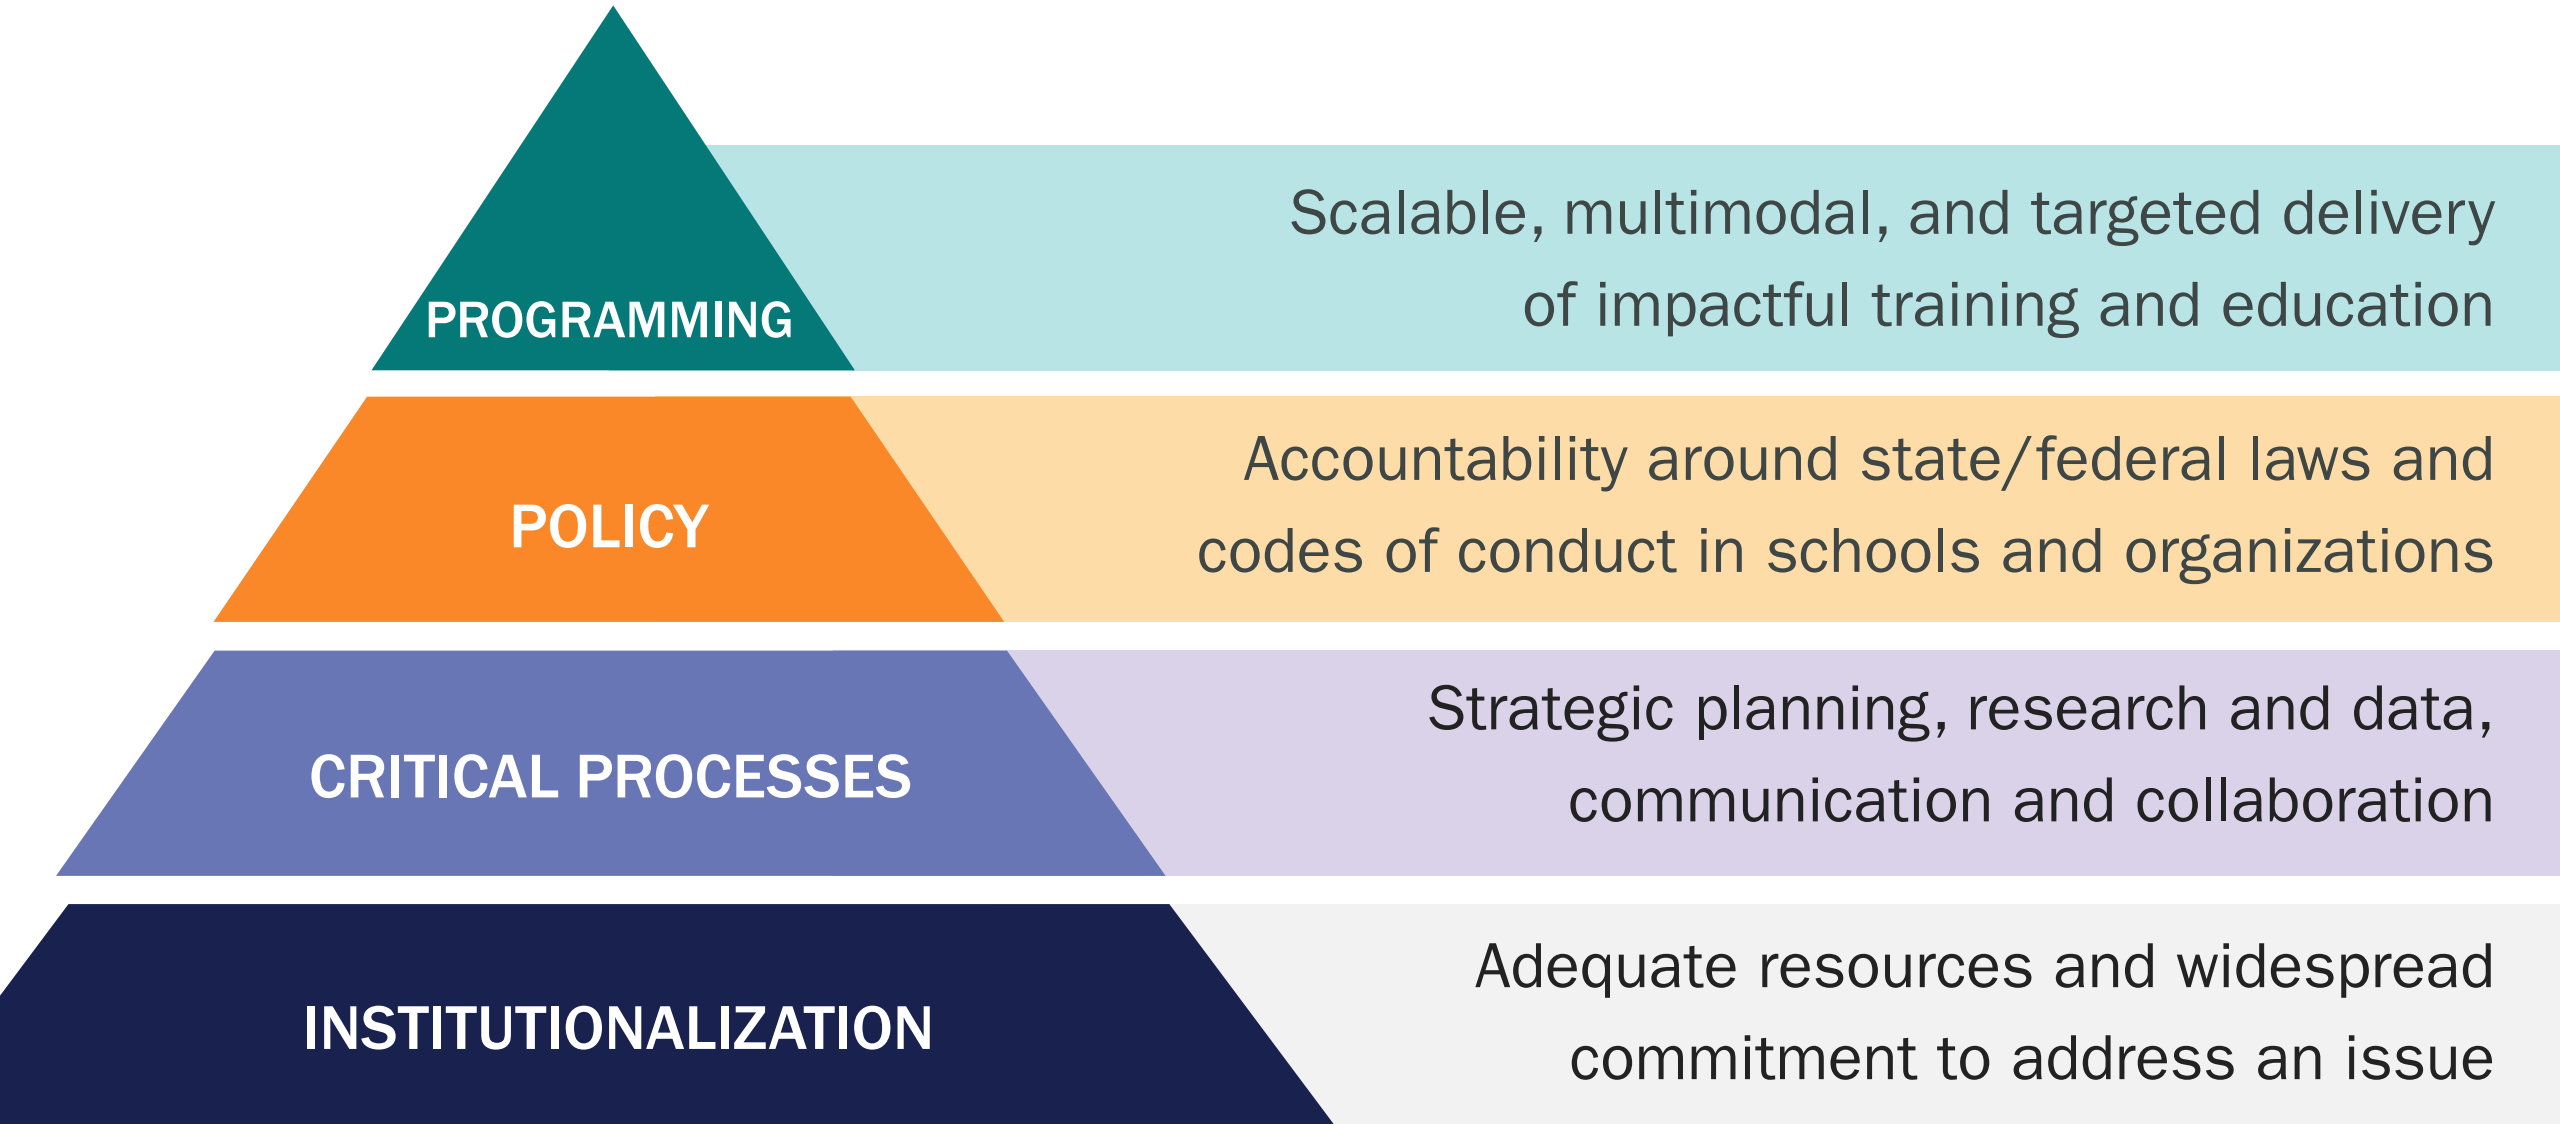 PROGRAMMING
Scalable, multimodal, and targeted delivery
of impactful training and education
POLICY
Accountability around state/federal laws and
codes of conduct in schools and organizations
CRITICAL PROCESSES
Strategic planning, research and data,
communication and collaboration
INSTITUTIONALIZATION
Adequate resources and widespread
commitment to address an issue